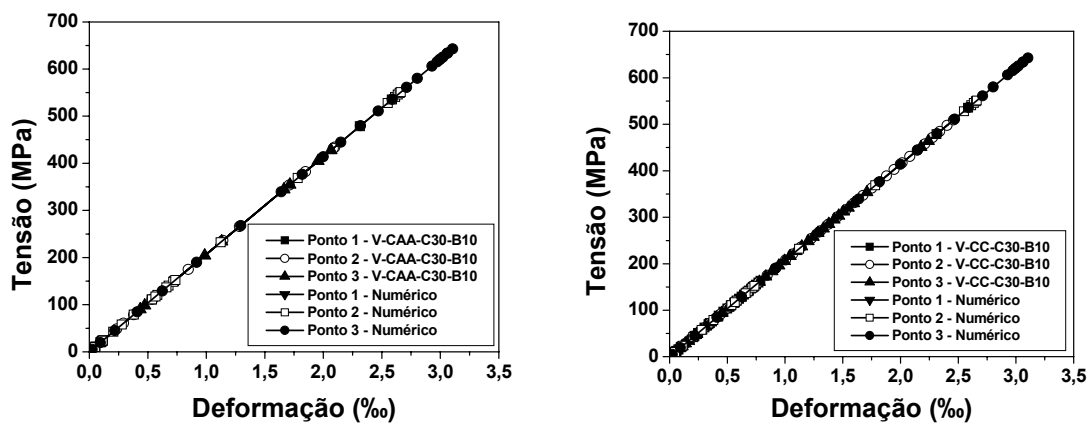 700
600
500
400
300
200
100
0
Tensão (MPa)
Ponto 1 - V-CAA-C30-B10
Ponto 2 - V-CAA-C30-B10
Ponto 3 - V-CAA-C30-B10
Ponto 1 - Numérico
Ponto 2 - Numérico
Ponto 3 - Numérico
0,0 0,5 1,0 1,5 2,0 2,5 3,0 3,5
Deformação (‰)
700
600
500
400
300
200
100
0
Tensão (MPa)
Ponto 1 - V-CC-C30-B10
Ponto 2 - V-CC-C30-B10
Ponto 3 - V-CC-C30-B10
Ponto 1 - Numérico
Ponto 2 - Numérico
Ponto 3 - Numérico
0,0 0,5 1,0 1,5 2,0 2,5 3,0 3,5
Deformação (‰)